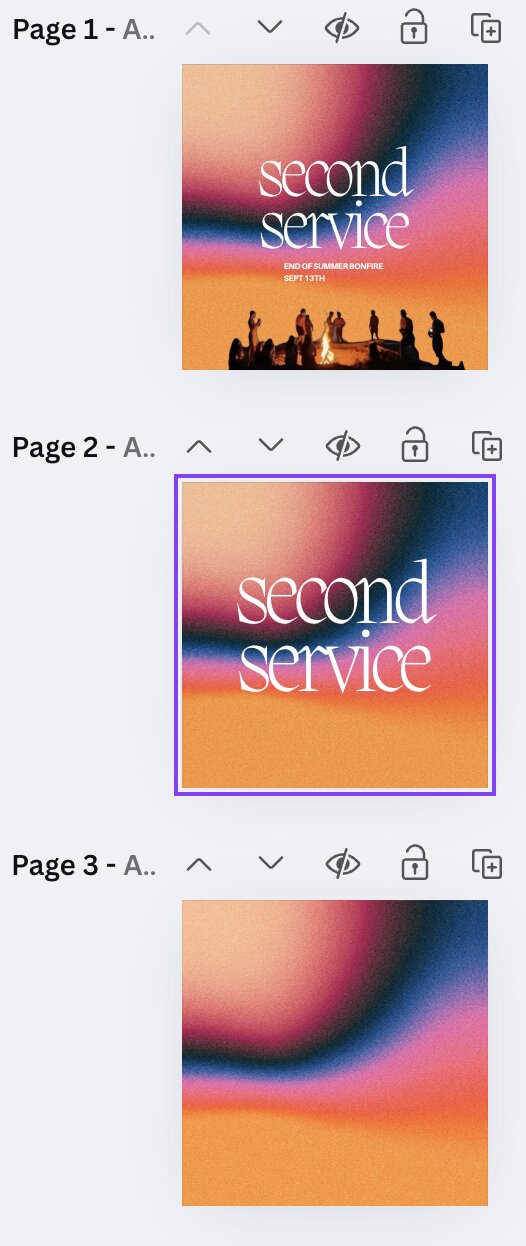 Page 1 - A..
second
service
END OF SUMMER BONFIRE
SEPT 13TH
Page 2 - A..
second
service
Page 3 - A..